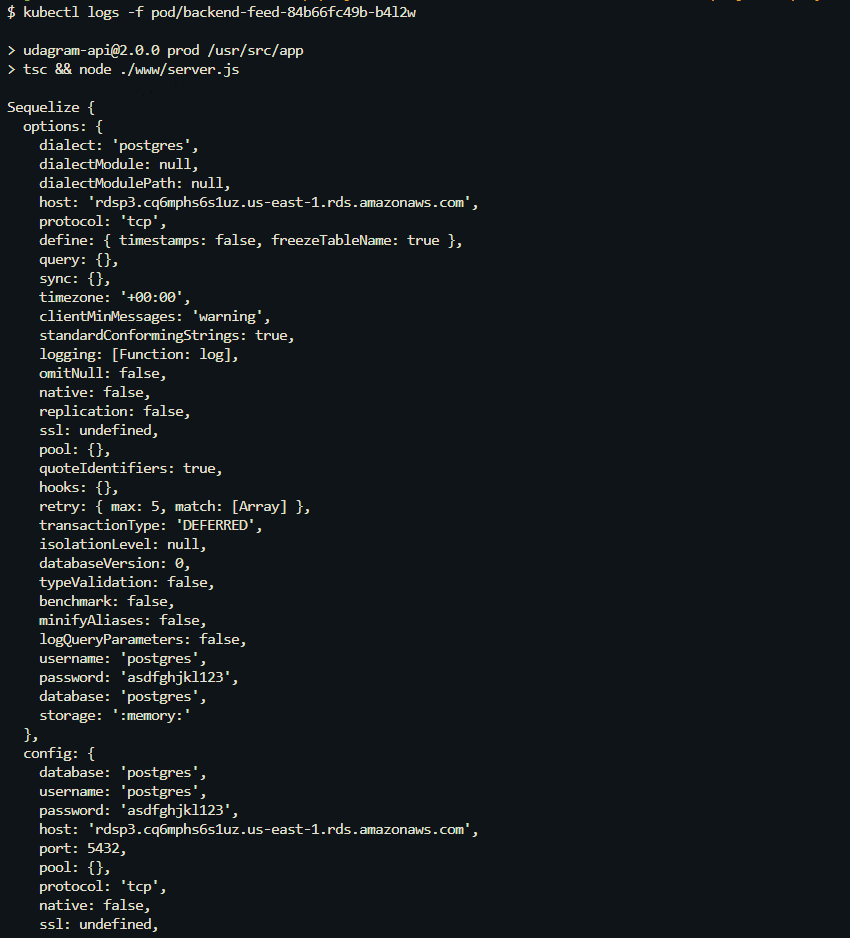 $ kubectl logs -f pod/backend-feed-84b66fc49b-b4l2w
> udagram-api@2.0.0 prod /usr/src/app
> tsc && node ./www/server.js
Sequelize {
  options: {
    dialect: 'postgres',
    dialectModule: null,
    dialectModulePath: null,
    host: 'rdsp3.cq6mphs6s1uz.us-east-1.rds.amazonaws.com',
    protocol: 'tcp',
    define: { timestamps: false, freezeTableName: true },
    query: {},
    sync: {},
    timezone: '+00:00',
    clientMinMessages: 'warning',
    standardConformingStrings: true,
    logging: [Function: log],
    omitNull: false,
    native: false,
    replication: false,
    ssl: undefined,
    pool: {},
    quoteIdentifiers: true,
    hooks: {},
    retry: { max: 5, match: [Array] },
    transactionType: 'DEFERRED',
    isolationLevel: null,
    databaseVersion: 0,
    typeValidation: false,
    benchmark: false,
    minifyAliases: false,
    logQueryParameters: false,
    username: 'postgres',
    password: 'asdfghjkl123',
    database: 'postgres',
    storage: ':memory:'
  },
  config: {
    database: 'postgres',
    username: 'postgres',
    password: 'asdfghjkl123',
    host: 'rdsp3.cq6mphs6s1uz.us-east-1.rds.amazonaws.com',
    port: 5432,
    pool: {},
    protocol: 'tcp',
    native: false,
    ssl: undefined,